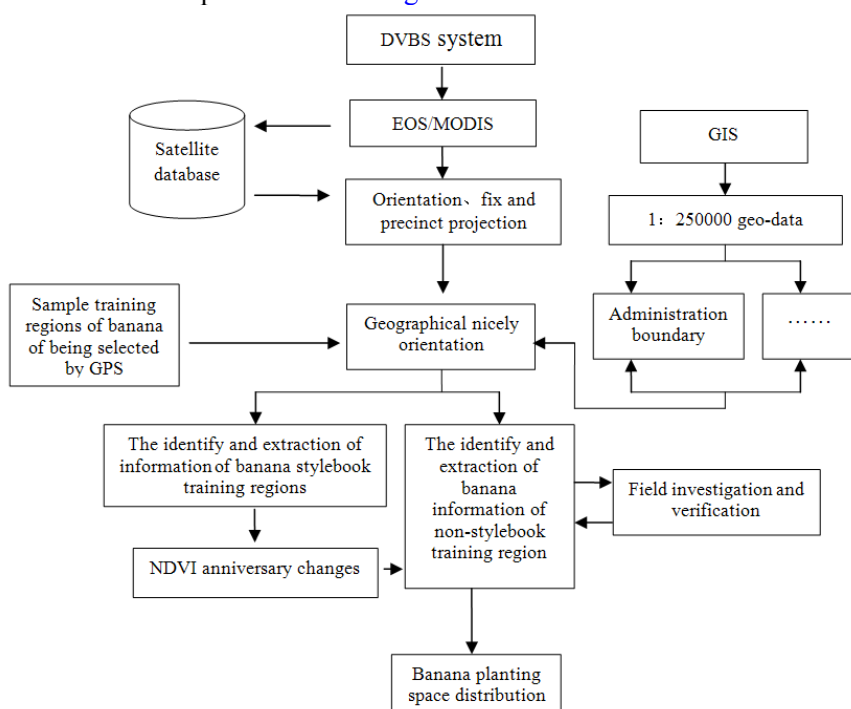 DVBS system
EOS/MODIS
GIS
Satellite
database
Orientation、fix and
precinct projection
1：250000 geo-data
Sample training
regions of banana
of being selected
by GPS
Geographical nicely
orientation
Administration
boundary
……
The identify and extraction of
information of banana stylebook
training regions
The identify and
extraction of
banana
information of
non-stylebook
training region
Field investigation and
verification
NDVI anniversary changes
Banana planting
space distribution